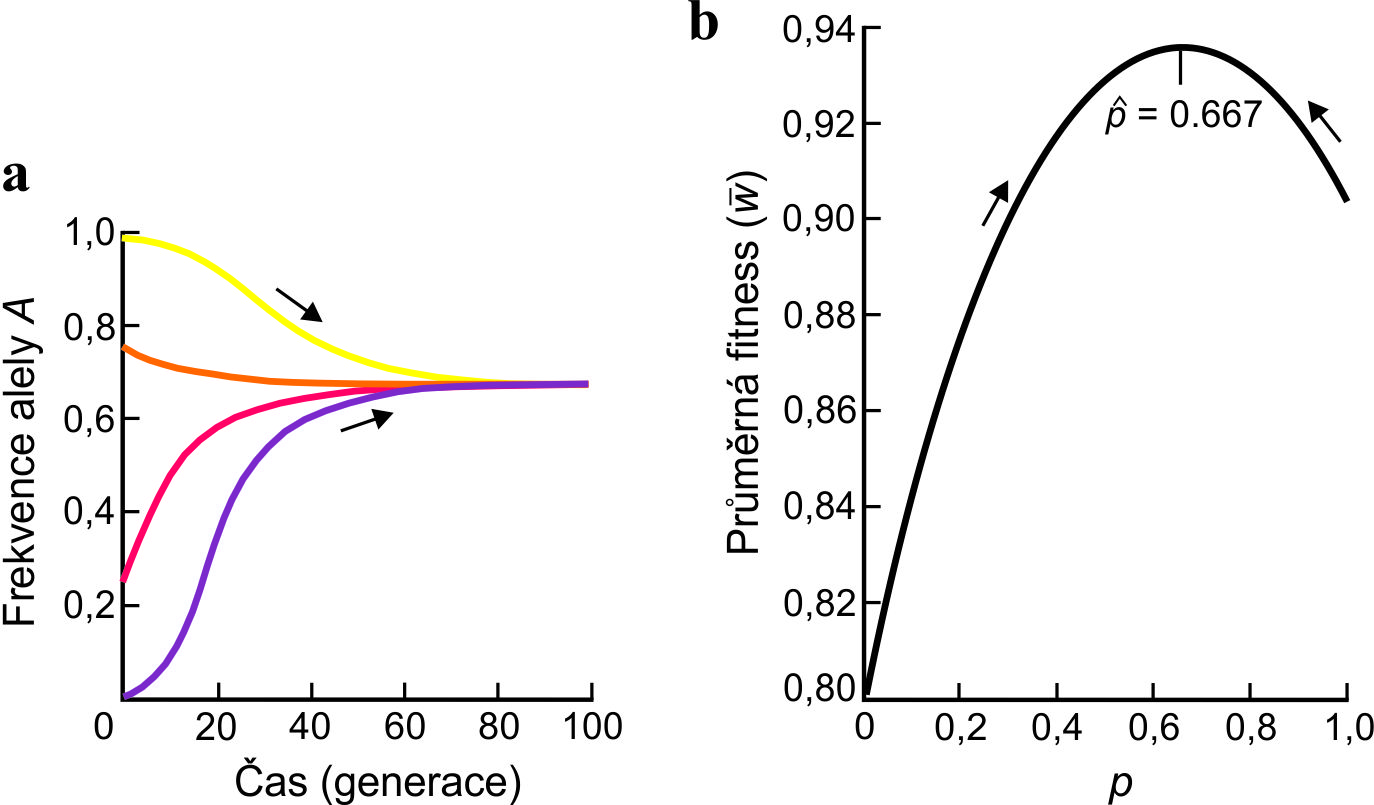 a
1,0
0,8
0,6
0,4
0,2
0 20 40 60 80 100
Frekvence alely A
Čas (generace)
b
0,94
0,92
0,90
0,88
0,86
0,84
0,82
0,80
0 0,2 0,4 0,6 0,8 1,0
Průměrná fitness (w̄)
p̂ = 0.667
p